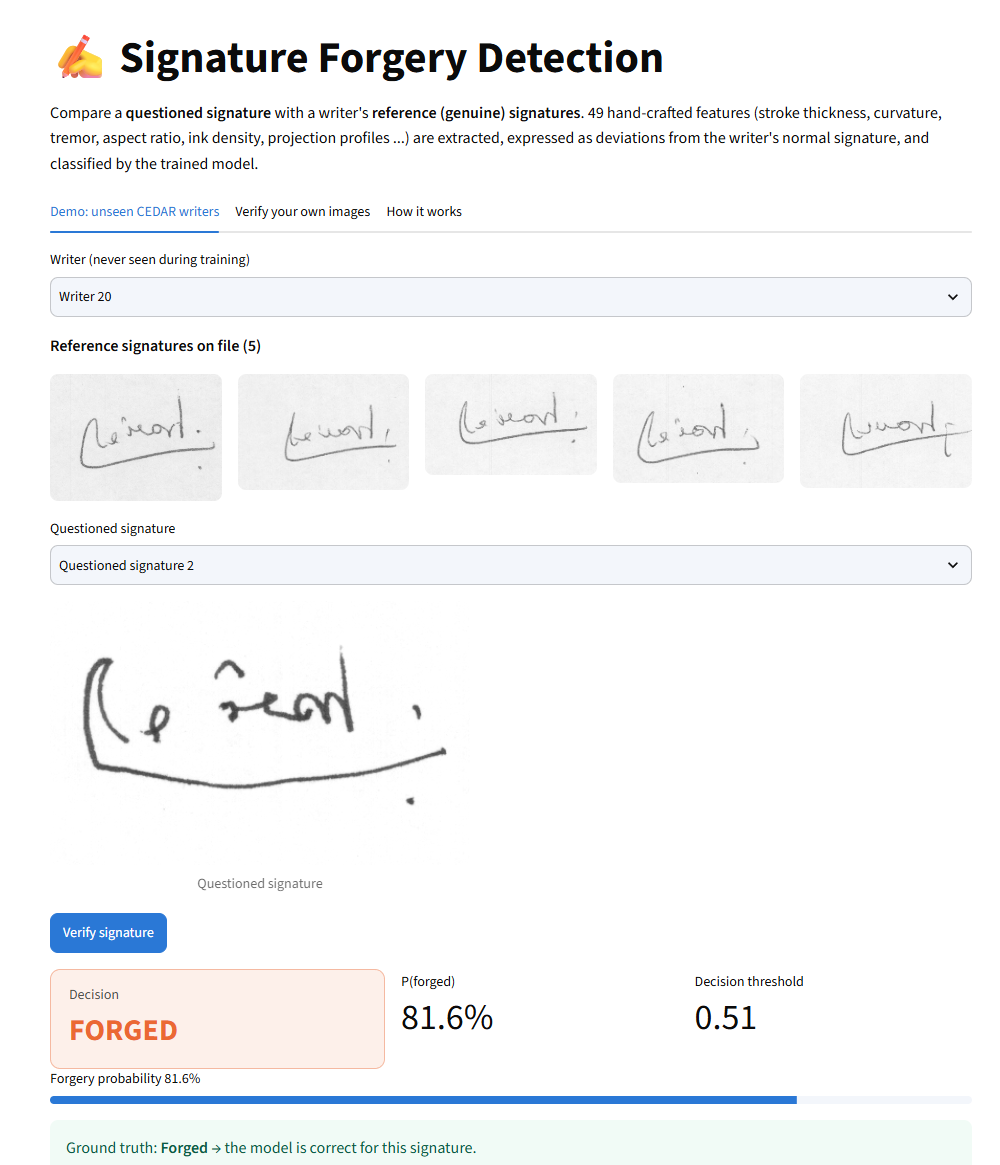 ✍️ Signature Forgery Detection
Compare a questioned signature with a writer's reference (genuine) signatures. 49 hand-crafted features (stroke thickness, curvature,
tremor, aspect ratio, ink density, projection profiles ...) are extracted, expressed as deviations from the writer's normal signature, and
classified by the trained model.
Demo: unseen CEDAR writers Verify your own images How it works
Writer (never seen during training)
Writer 20
Reference signatures on file (5)
Questioned signature
Questioned signature 2
Questioned signature
Verify signature
Decision
FORGED
P(forged)
81.6%
Decision threshold
0.51
Forgery probability 81.6%
Ground truth: Forged → the model is correct for this signature.